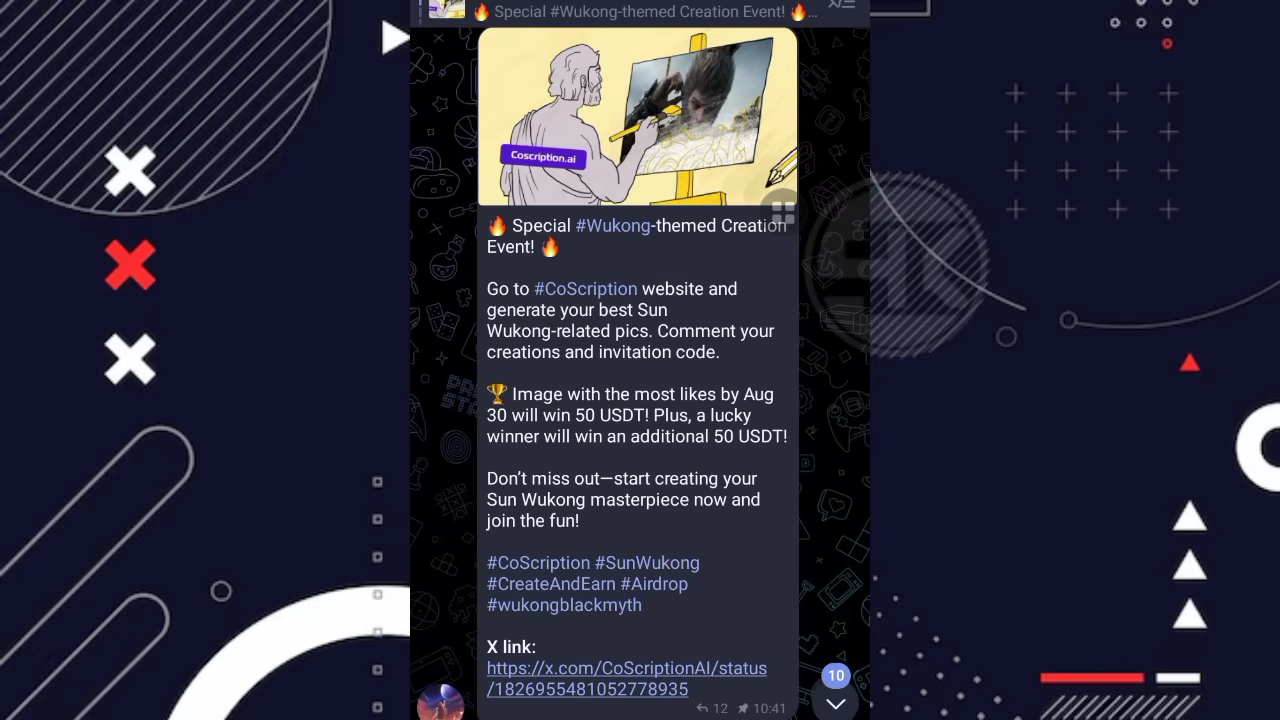 🔥 Special #Wukong-themed Creation Event! 🔥...
Coscription.ai
🔥 Special #Wukong-themed Creation
Event! 🔥
Go to #CoScription website and
generate your best Sun
Wukong-related pics. Comment your
creations and invitation code.
🏆 Image with the most likes by Aug
30 will win 50 USDT! Plus, a lucky
winner will win an additional 50 USDT!
Don’t miss out—start creating your
Sun Wukong masterpiece now and
join the fun!
#CoScription #SunWukong
#CreateAndEarn #Airdrop
#wukongblackmyth
X link:
https://x.com/CoScriptionAI/status
/1826955481052778935
12 10:41
10